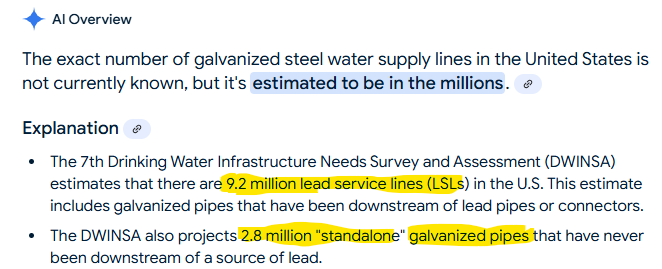 AI Overview
The exact number of galvanized steel water supply lines in the United States is
not currently known, but it's estimated to be in the millions.
Explanation
• The 7th Drinking Water Infrastructure Needs Survey and Assessment (DWINSA)
estimates that there are 9.2 million lead service lines (LSLs) in the U.S. This estimate
includes galvanized pipes that have been downstream of lead pipes or connectors.
• The DWINSA also projects 2.8 million "standalone" galvanized pipes that have never
been downstream of a source of lead.